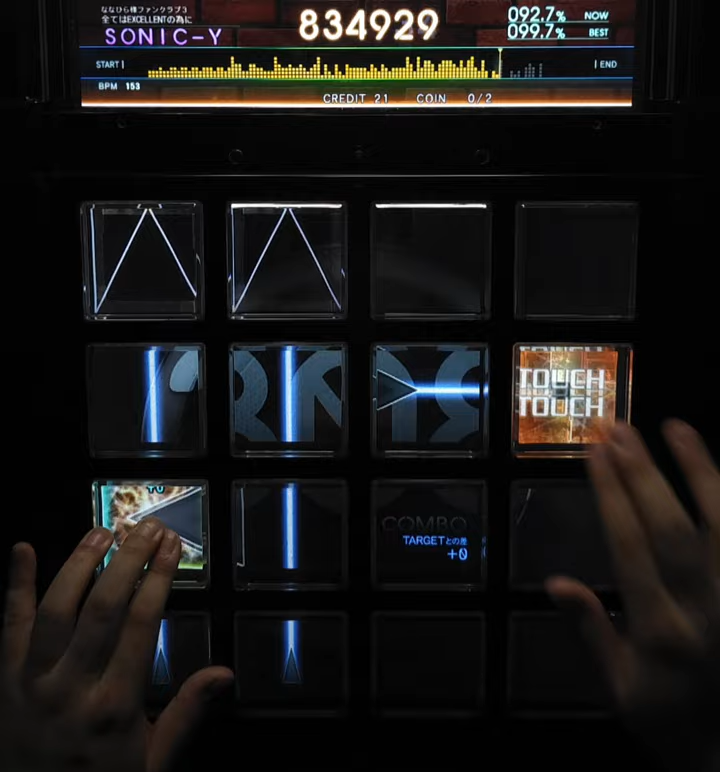 ななひら様ファンクラブ3
全てはEXCELLENTの為に
SONIC-Y
834929
092.7% NOW
099.7% BEST
START
END
BPM 153
CREDIT 21 COIN 0/2
TOUCH
TOUCH
COMBO
TARGETとの差
+0